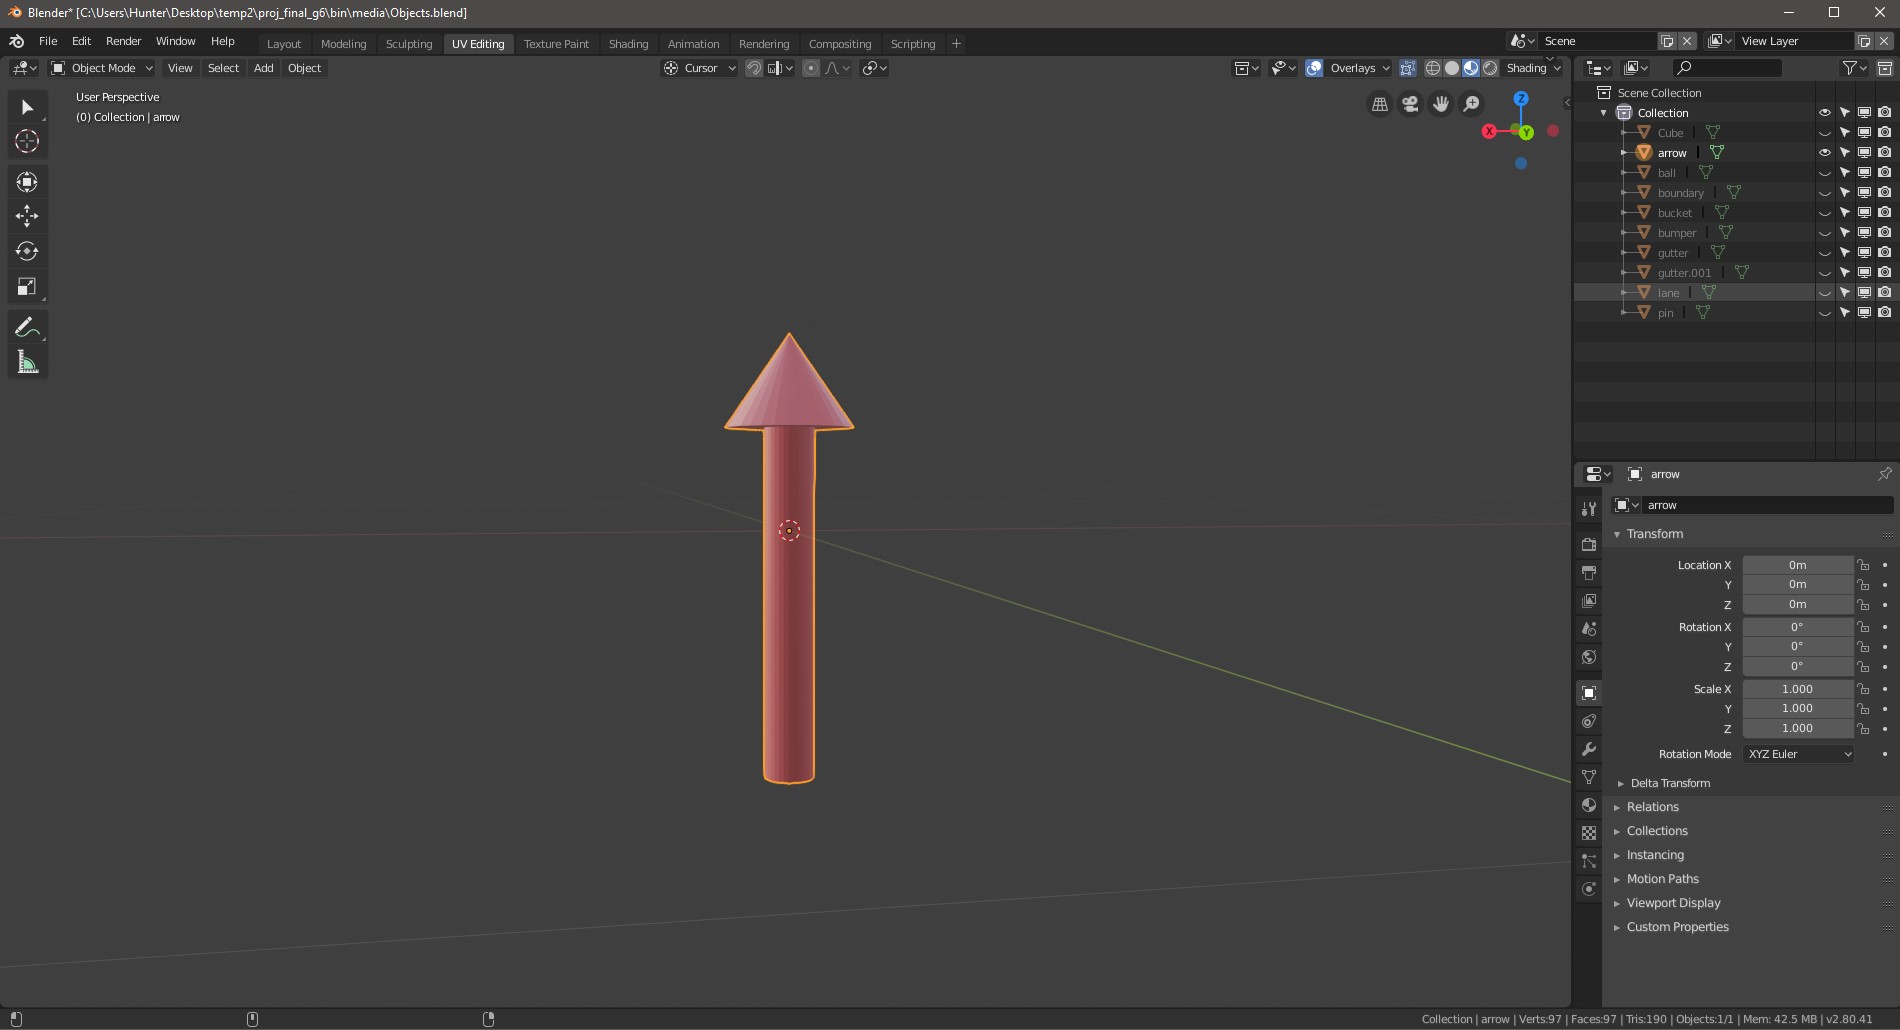 Blender* [C:\Users\Hunter\Desktop\temp2\proj_final_g6\bin\media\Objects.blend]
File Edit Render Window Help Layout Modeling Sculpting UV Editing Texture Paint Shading Animation Rendering Compositing Scripting + Scene View Layer
Object Mode View Select Add Object Cursor Overlays Shading
User Perspective
(0) Collection | arrow
Z
X
Y
Scene Collection
Collection
Cube
arrow
ball
boundary
bucket
bumper
gutter
gutter.001
lane
pin
arrow
arrow
Transform
Location X 0m
Y 0m
Z 0m
Rotation X 0°
Y 0°
Z 0°
Scale X 1.000
Y 1.000
Z 1.000
Rotation Mode XYZ Euler
Delta Transform
Relations
Collections
Instancing
Motion Paths
Viewport Display
Custom Properties
Collection | arrow | Verts:97 | Faces:97 | Tris:190 | Objects:1/1 | Mem: 42.5 MB | v2.80.41